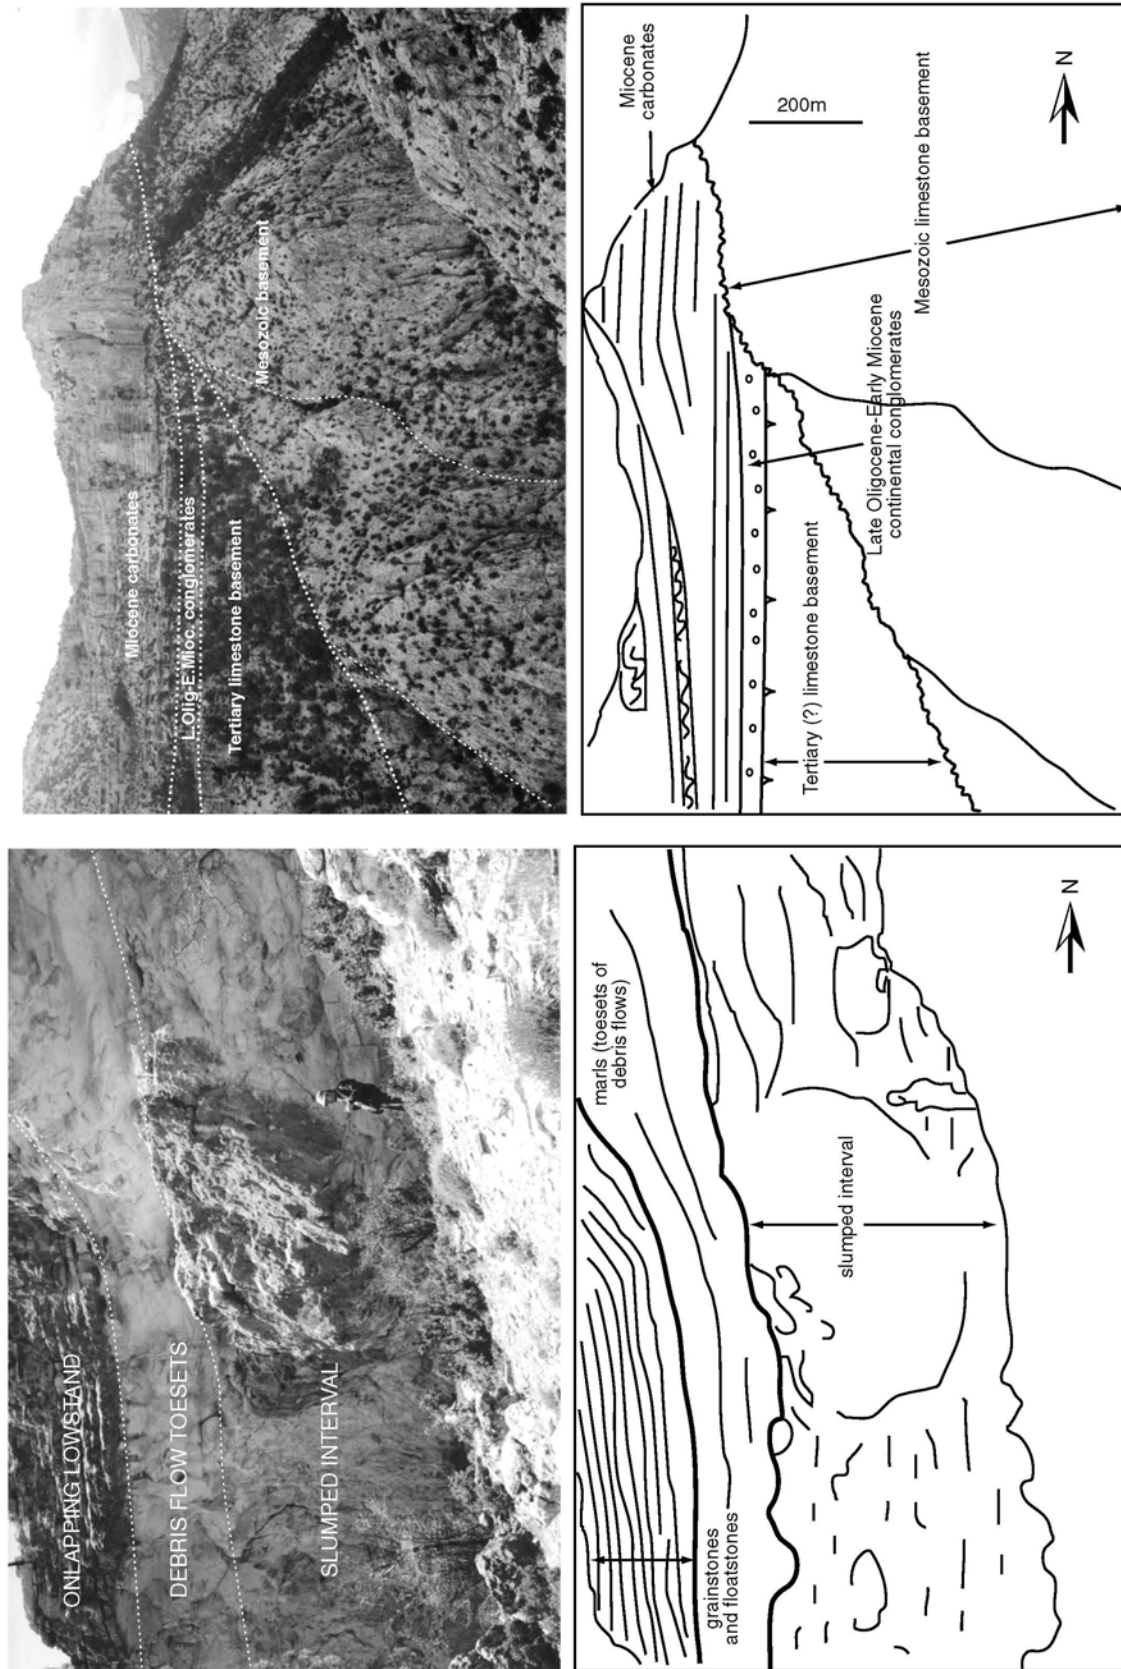 Miocene carbonates
L.Olig-E.Mioc. conglomerates
Tertiary limestone basement
Mesozoic basement
Miocene
carbonates
200m
N
Mesozoic limestone basement
Late Oligocene-Early Miocene
continental conglomerates
Tertiary (?) limestone basement
ONLAPPING LOWSTAND
DEBRIS FLOW TOESETS
SLUMPED INTERVAL
marls (toesets of
debris flows)
N
slumped interval
grainstones
and floatstones